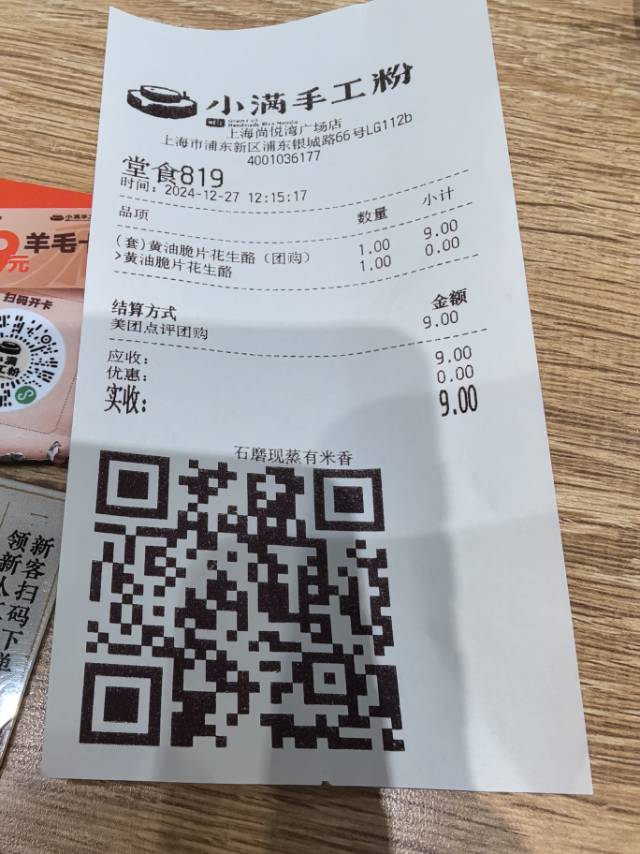 小满手工粉
上海尚悦湾广场店
上海市浦东新区浦东银城路66号LG112b
4001036177
堂食819
时间：2024-12-27 12:15:17
品项 数量 小计
(套)黄油脆片花生酪（团购） 1.00 9.00
>黄油脆片花生酪 1.00 0.00
结算方式 金额
美团点评团购 9.00
应收： 9.00
优惠： 0.00
实收： 9.00
石磨现蒸有米香
9元
羊毛
扫码开卡
新客扫码下单